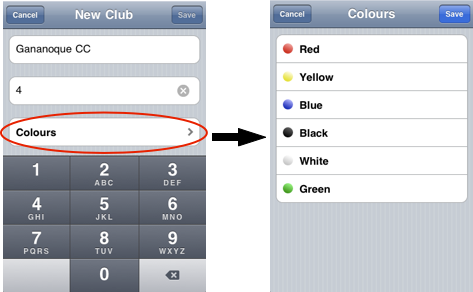 Cancel New Club Save
Gananoque CC
4
Colours
1 2 3
ABC DEF
4 5 6
GHI JKL MNO
7 8 9
PQRS TUV WXYZ
0
Cancel Colours Save
Red
Yellow
Blue
Black
White
Green